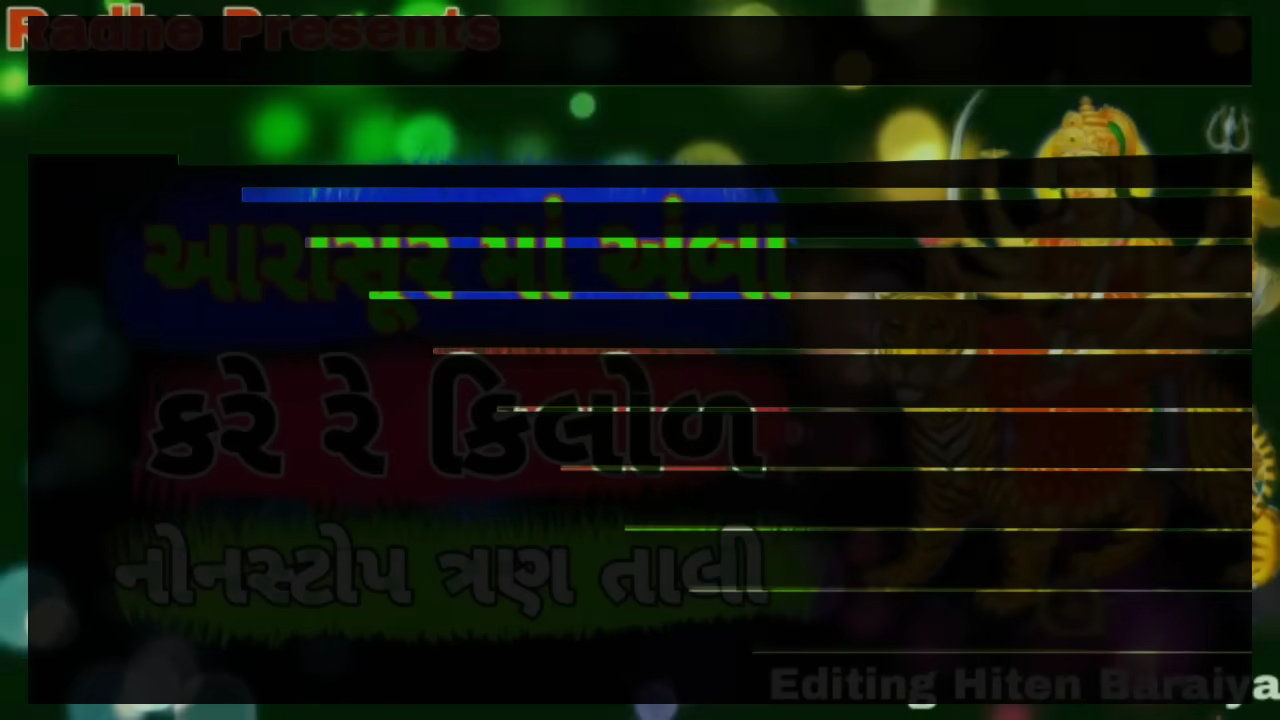 Radhe Presents
આરાસૂર માં અંબા
કરે રે કિલોળ
નોનસ્ટોપ ત્રણ તાલી
Editing Hiten Baraiya